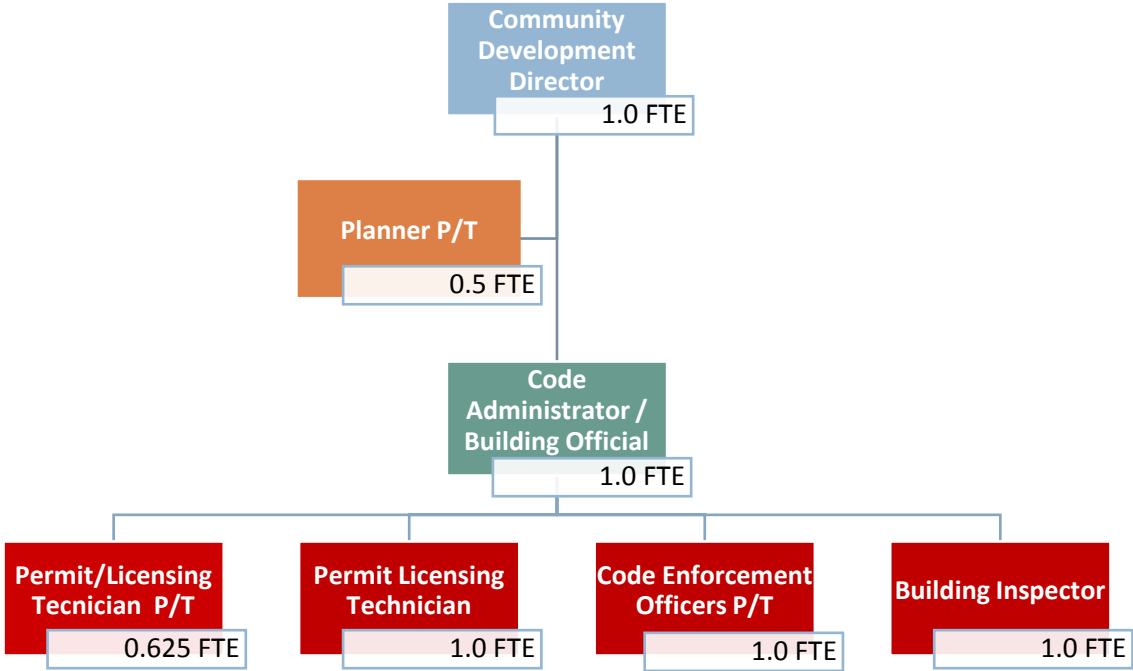 Community
Development
Director
1.0 FTE
Planner P/T
0.5 FTE
Code
Administrator /
Building Official
1.0 FTE
Permit/Licensing
Tecnician P/T
0.625 FTE
Permit Licensing
Technician
1.0 FTE
Code Enforcement
Officers P/T
1.0 FTE
Building Inspector
1.0 FTE